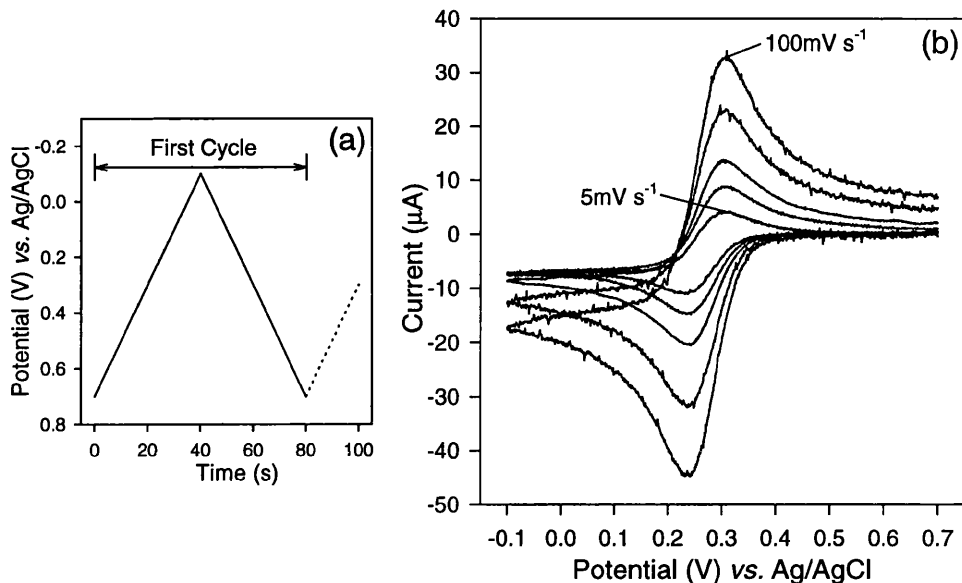 (a)
First Cycle
Potential (V) vs. Ag/AgCl
-0.2
0.0
0.2
0.4
0.6
0.8
0 20 40 60 80 100
Time (s)
(b)
100mV s-1
5mV s-1
Current (μA)
40
30
20
10
0
-10
-20
-30
-40
-50
-0.1 0.0 0.1 0.2 0.3 0.4 0.5 0.6 0.7
Potential (V) vs. Ag/AgCl